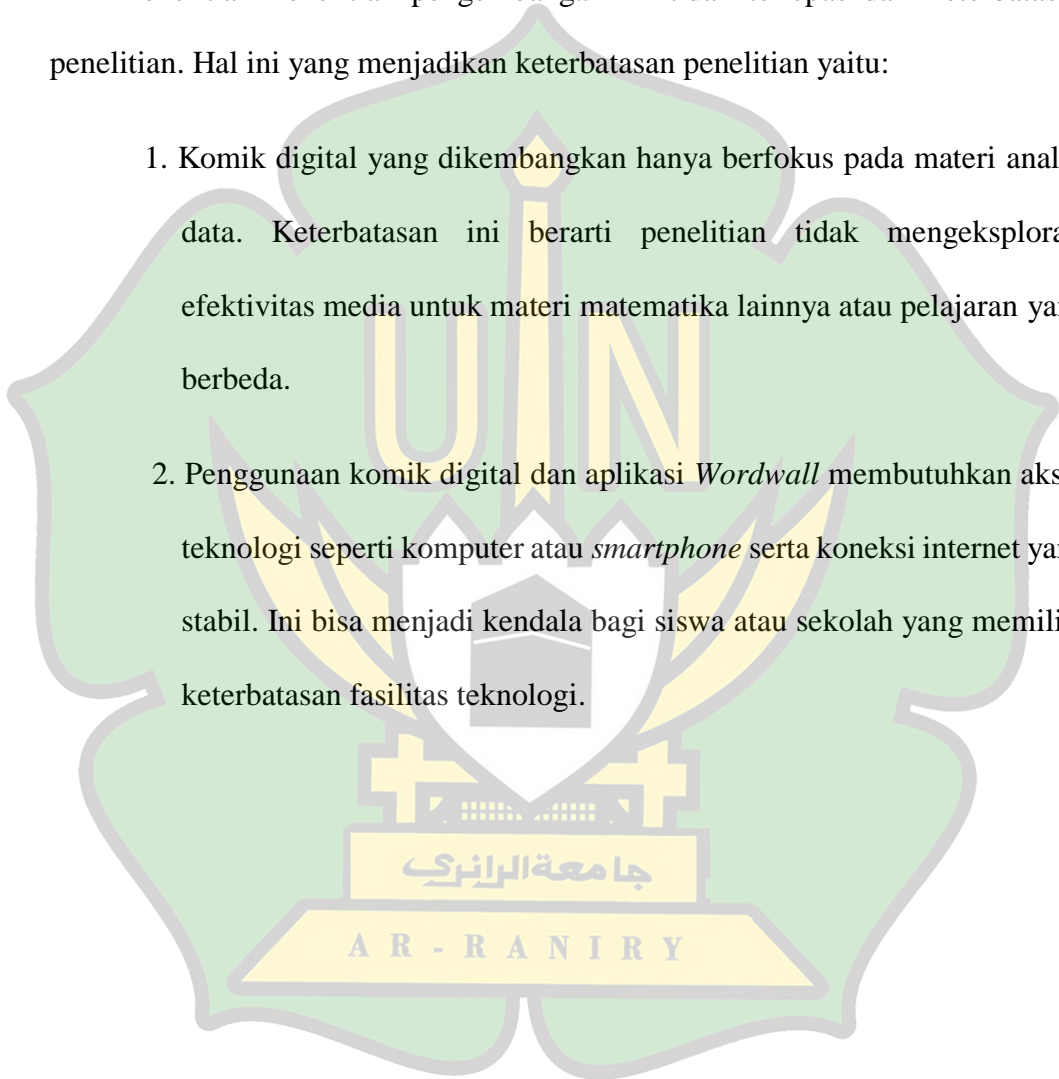 penelitian. Hal ini yang menjadikan keterbatasan penelitian yaitu:
1. Komik digital yang dikembangkan hanya berfokus pada materi anal
data. Keterbatasan ini berarti penelitian tidak mengeksplora
efektivitas media untuk materi matematika lainnya atau pelajaran ya
berbeda.
2. Penggunaan komik digital dan aplikasi Wordwall membutuhkan aks
teknologi seperti komputer atau smartphone serta koneksi internet ya
stabil. Ini bisa menjadi kendala bagi siswa atau sekolah yang memili
keterbatasan fasilitas teknologi.
UIN
جامعةالرانري
AR-RANIRY